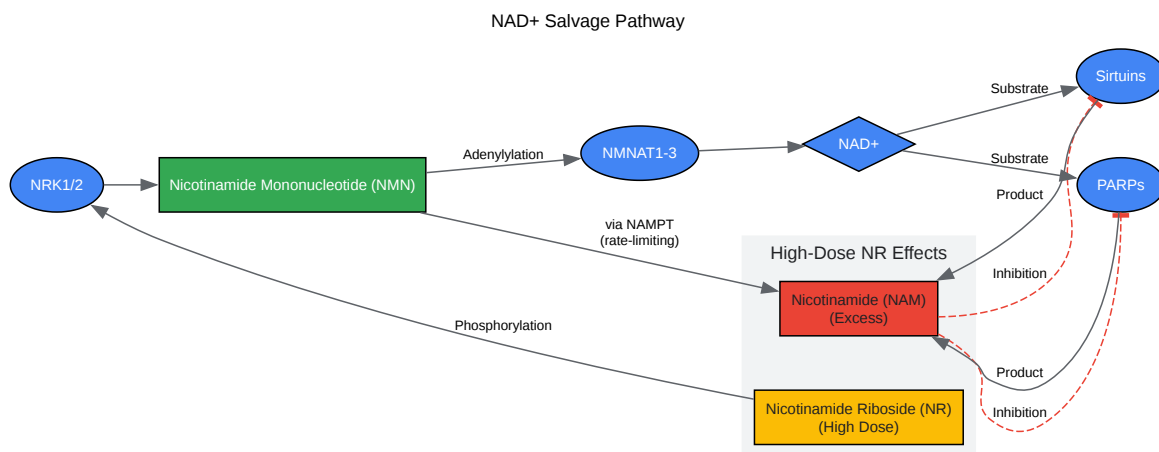 NAD+ Salvage Pathway
Sirtuins
Substrate
NAD+
Adenylylation
NMNAT1-3
Substrate
NRK1/2
Nicotinamide Mononucleotide (NMN)
PARPs
Product
via NAMPT
(rate-limiting)
High-Dose NR Effects
Inhibition
Nicotinamide (NAM)
(Excess)
Phosphorylation
Product
Nicotinamide Riboside (NR)
(High Dose)
Inhibition